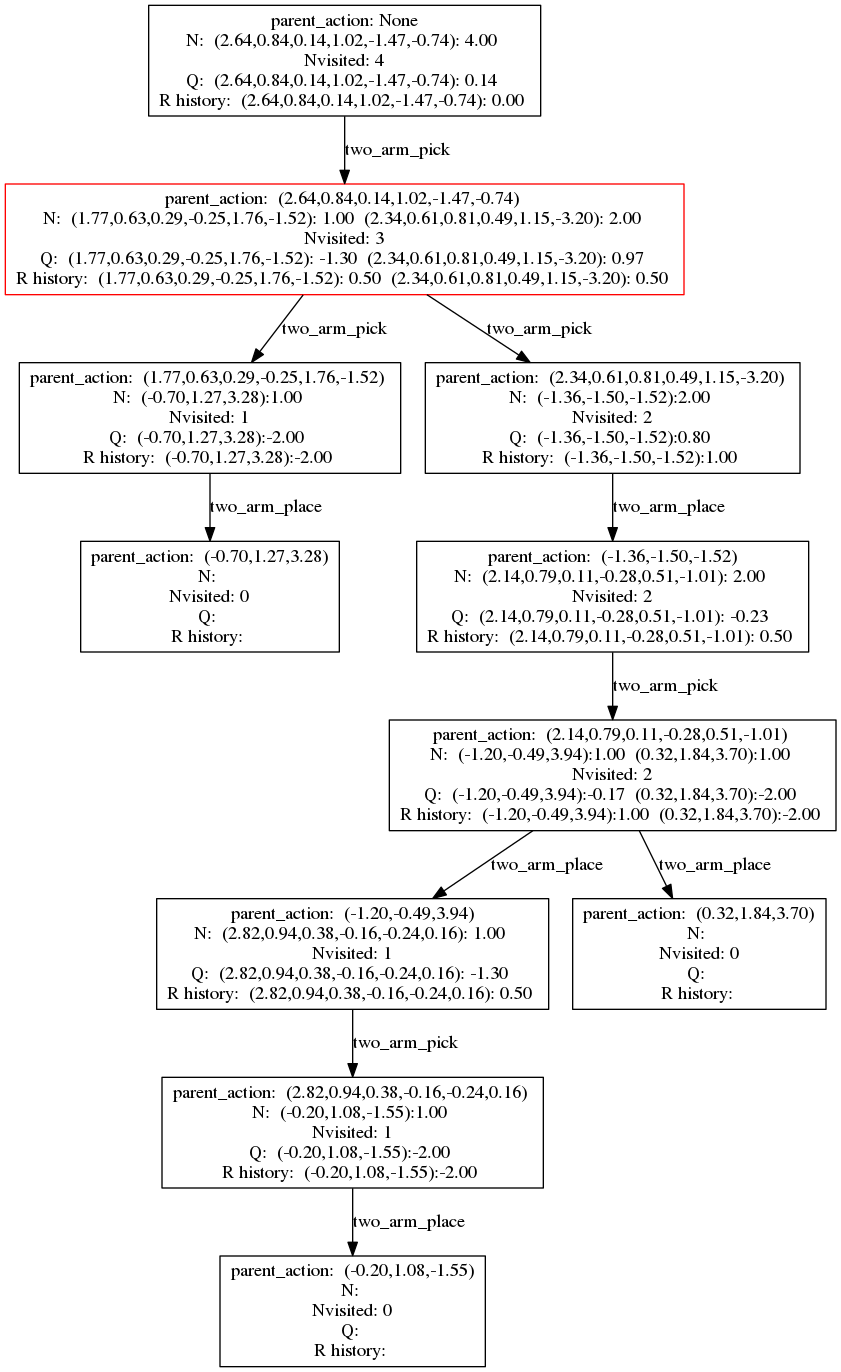 parent_action: None
N: (2.64,0.84,0.14,1.02,-1.47,-0.74): 4.00
Nvisited: 4
Q: (2.64,0.84,0.14,1.02,-1.47,-0.74): 0.14
R history: (2.64,0.84,0.14,1.02,-1.47,-0.74): 0.00
two_arm_pick
parent_action: (2.64,0.84,0.14,1.02,-1.47,-0.74)
N: (1.77,0.63,0.29,-0.25,1.76,-1.52): 1.00 (2.34,0.61,0.81,0.49,1.15,-3.20): 2.00
Nvisited: 3
Q: (1.77,0.63,0.29,-0.25,1.76,-1.52): -1.30 (2.34,0.61,0.81,0.49,1.15,-3.20): 0.97
R history: (1.77,0.63,0.29,-0.25,1.76,-1.52): 0.50 (2.34,0.61,0.81,0.49,1.15,-3.20): 0.50
two_arm_pick
two_arm_pick
parent_action: (1.77,0.63,0.29,-0.25,1.76,-1.52)
N: (-0.70,1.27,3.28):1.00
Nvisited: 1
Q: (-0.70,1.27,3.28):-2.00
R history: (-0.70,1.27,3.28):-2.00
parent_action: (2.34,0.61,0.81,0.49,1.15,-3.20)
N: (-1.36,-1.50,-1.52):2.00
Nvisited: 2
Q: (-1.36,-1.50,-1.52):0.80
R history: (-1.36,-1.50,-1.52):1.00
two_arm_place
two_arm_place
parent_action: (-0.70,1.27,3.28)
N:
Nvisited: 0
Q:
R history:
parent_action: (-1.36,-1.50,-1.52)
N: (2.14,0.79,0.11,-0.28,0.51,-1.01): 2.00
Nvisited: 2
Q: (2.14,0.79,0.11,-0.28,0.51,-1.01): -0.23
R history: (2.14,0.79,0.11,-0.28,0.51,-1.01): 0.50
two_arm_pick
parent_action: (2.14,0.79,0.11,-0.28,0.51,-1.01)
N: (-1.20,-0.49,3.94):1.00 (0.32,1.84,3.70):1.00
Nvisited: 2
Q: (-1.20,-0.49,3.94):-0.17 (0.32,1.84,3.70):-2.00
R history: (-1.20,-0.49,3.94):1.00 (0.32,1.84,3.70):-2.00
two_arm_place
two_arm_place
parent_action: (-1.20,-0.49,3.94)
N: (2.82,0.94,0.38,-0.16,-0.24,0.16): 1.00
Nvisited: 1
Q: (2.82,0.94,0.38,-0.16,-0.24,0.16): -1.30
R history: (2.82,0.94,0.38,-0.16,-0.24,0.16): 0.50
parent_action: (0.32,1.84,3.70)
N:
Nvisited: 0
Q:
R history:
two_arm_pick
parent_action: (2.82,0.94,0.38,-0.16,-0.24,0.16)
N: (-0.20,1.08,-1.55):1.00
Nvisited: 1
Q: (-0.20,1.08,-1.55):-2.00
R history: (-0.20,1.08,-1.55):-2.00
two_arm_place
parent_action: (-0.20,1.08,-1.55)
N:
Nvisited: 0
Q:
R history: